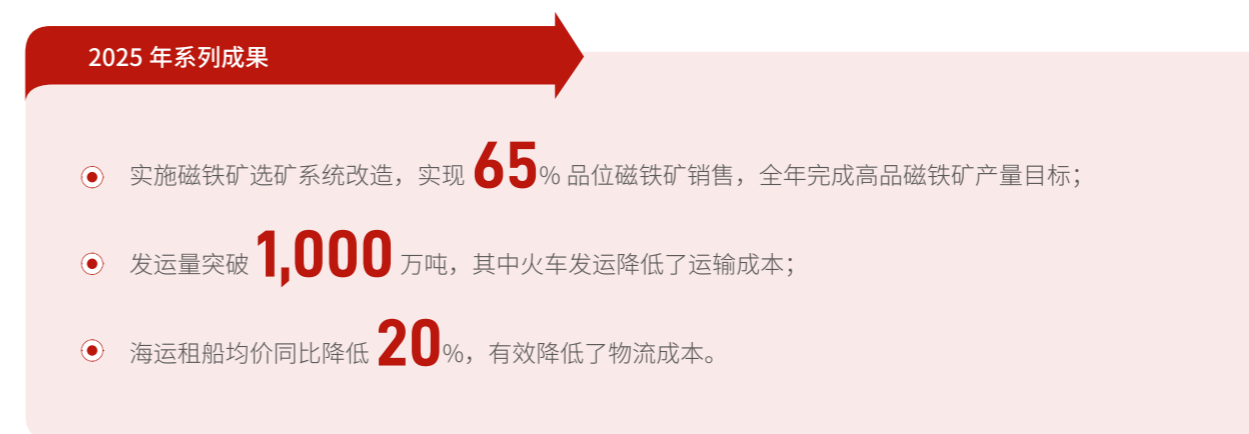 2025 年系列成果
实施磁铁矿选矿系统改造，实现 65% 品位磁铁矿销售，全年完成高品磁铁矿产量目标；
发运量突破 1,000 万吨，其中火车发运降低了运输成本；
海运租船均价同比降低 20%，有效降低了物流成本。